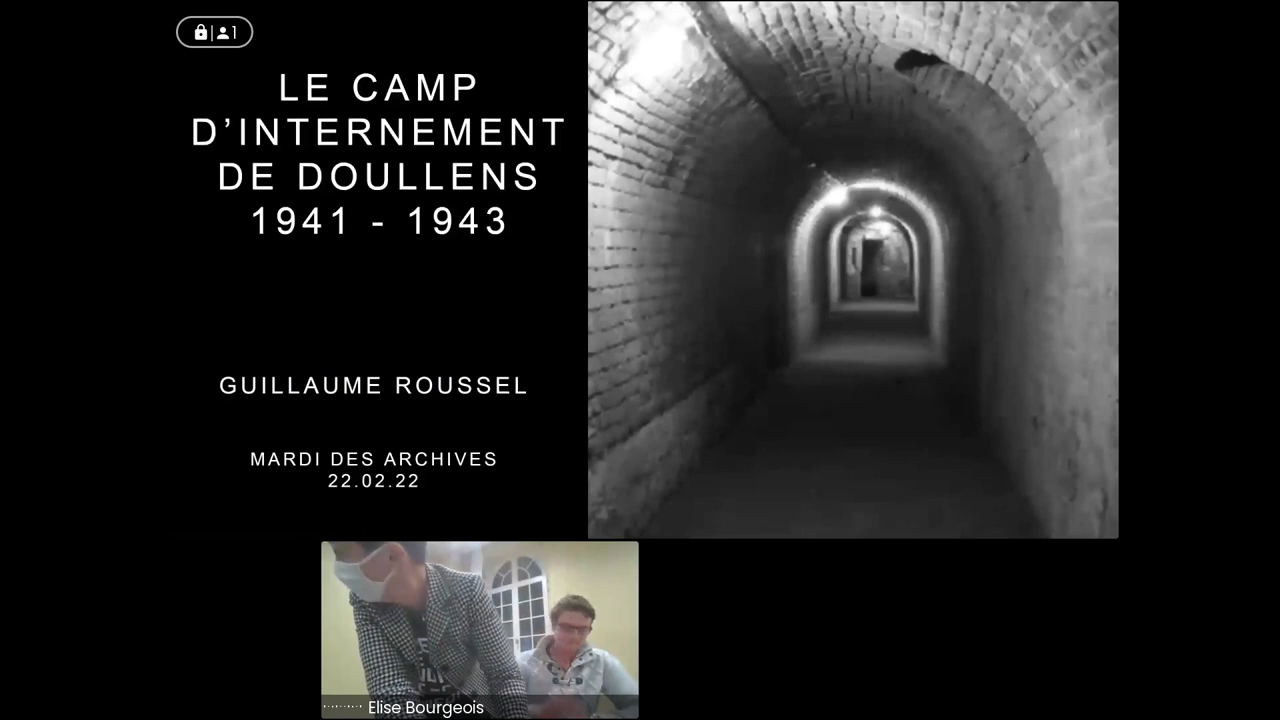 1
LE CAMP
D’INTERNEMENT
DE DOULLENS
1941 - 1943
GUILLAUME ROUSSEL
MARDI DES ARCHIVES
22.02.22
Elise Bourgeois